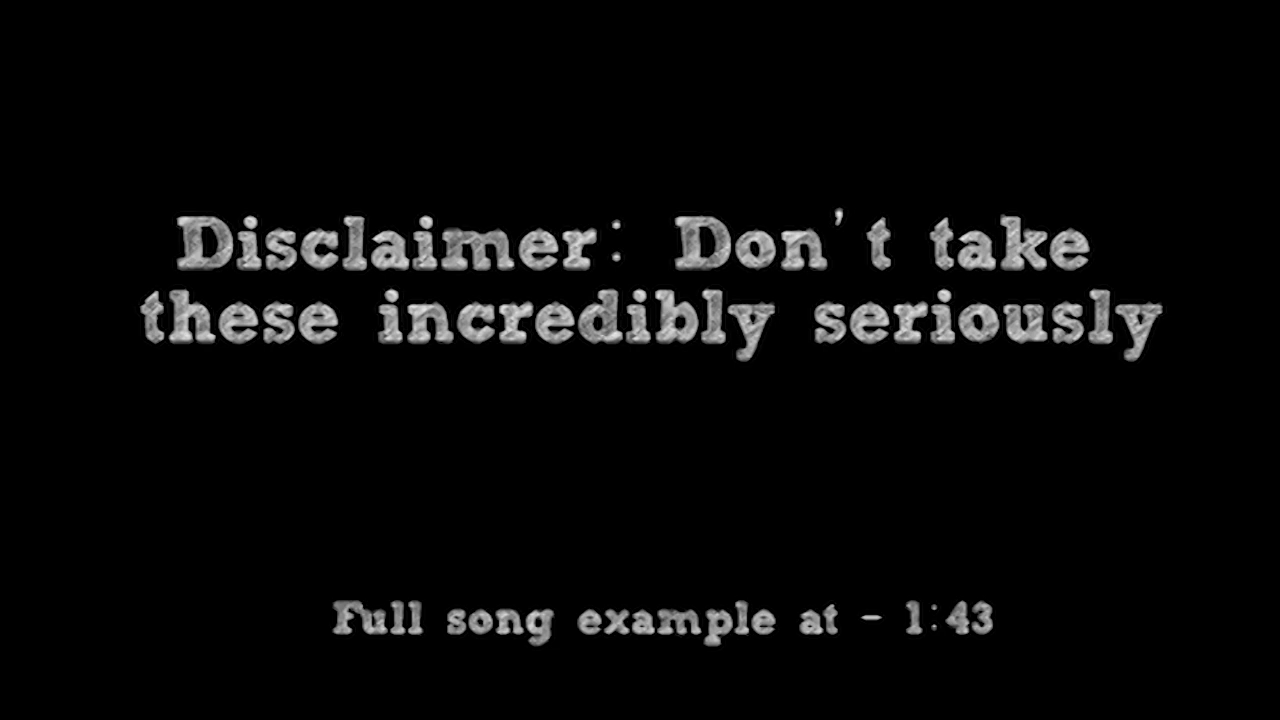 Disclaimer: Don't take
these incredibly seriously
Full song example at - 1:43